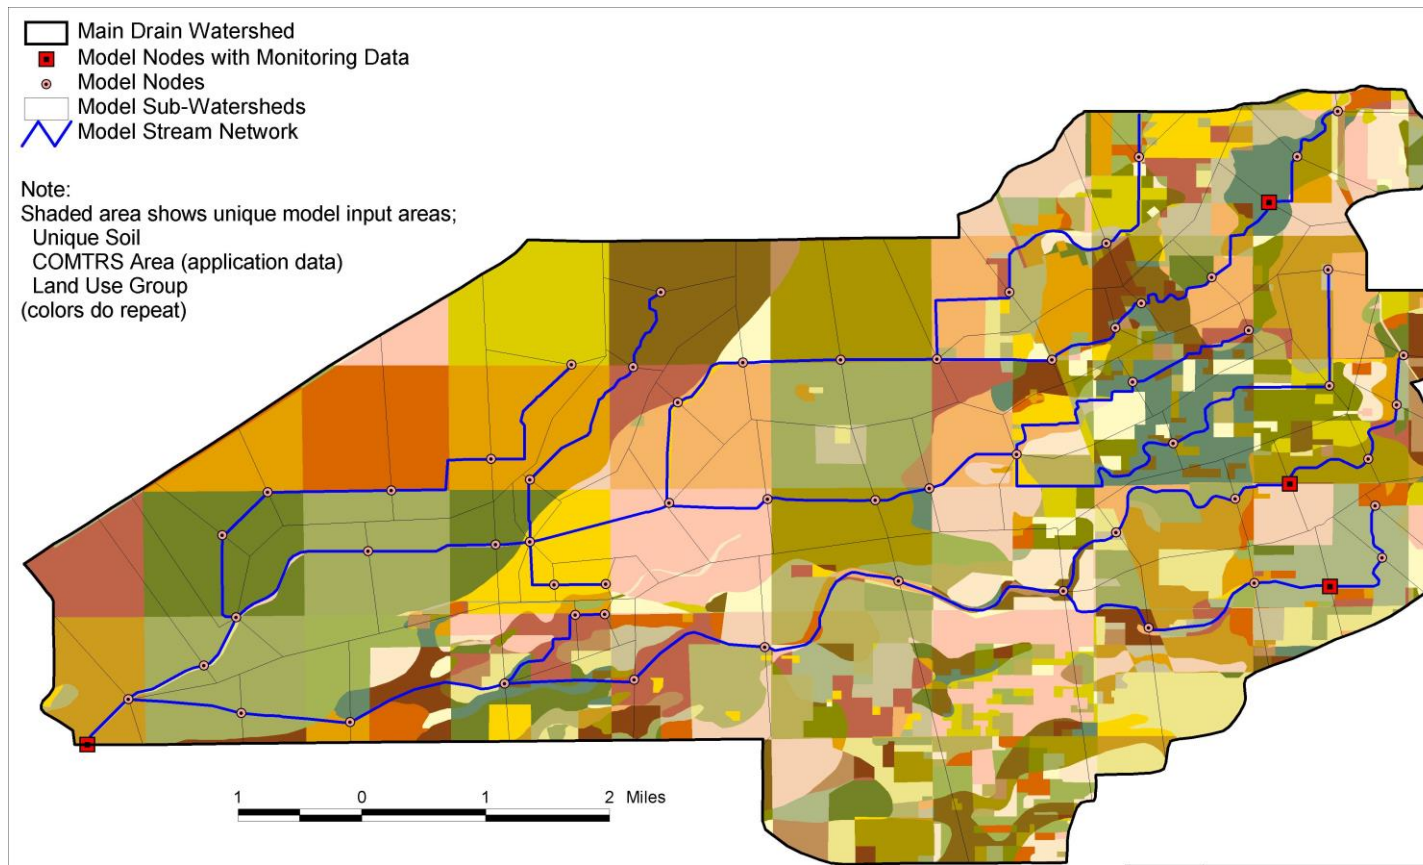 Main Drain Watershed
Model Nodes with Monitoring Data
Model Nodes
Model Sub-Watersheds
Model Stream Network
Note:
Shaded area shows unique model input areas;
Unique Soil
COMTRS Area (application data)
Land Use Group
(colors do repeat)
1 0 1 2 Miles